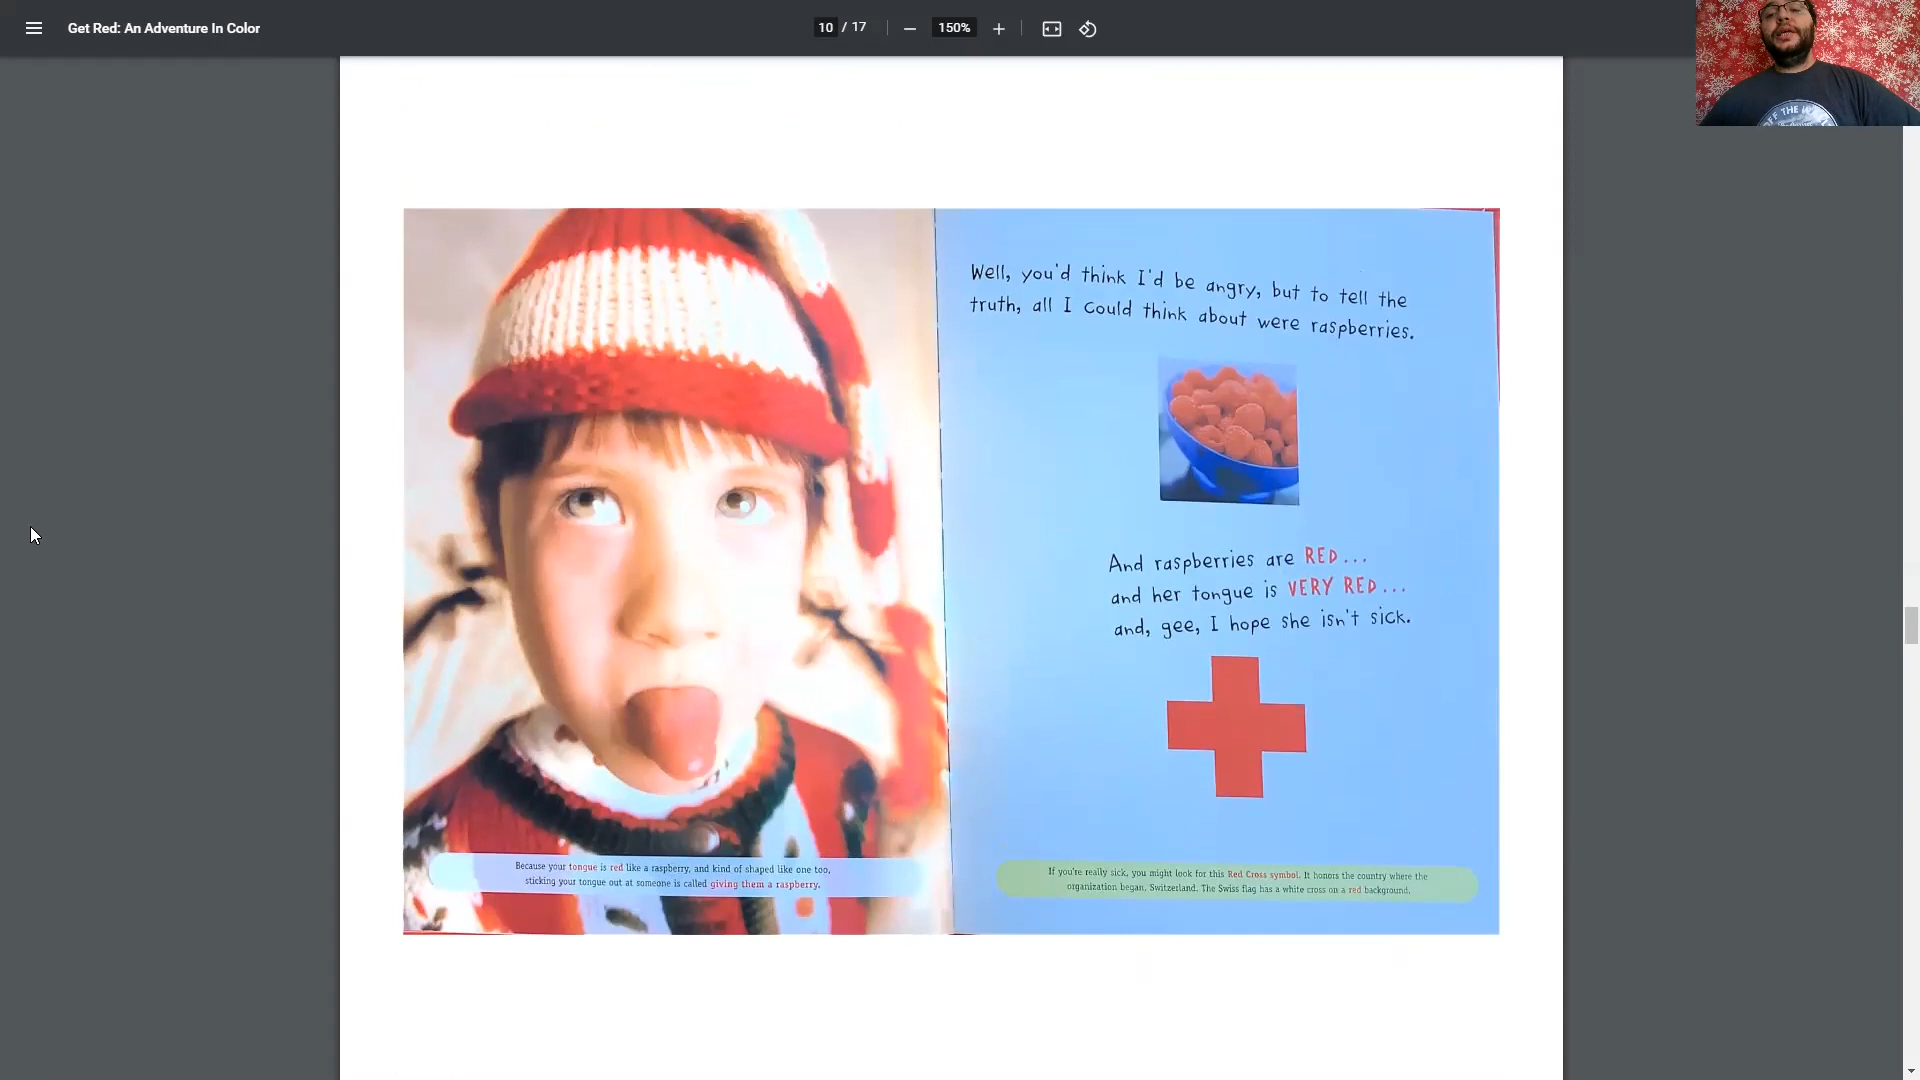 Get Red: An Adventure In Color
10 / 17
150%
OFF THE WALL
Well, you'd think I'd be angry, but to tell the
truth, all I could think about were raspberries.
And raspberries are RED...
and her tongue is VERY RED...
and, gee, I hope she isn't sick.
Because your tongue is red like a raspberry, and kind of shaped like one too,
sticking your tongue out at someone is called giving them a raspberry.
If you're really sick, you might look for this Red Cross symbol. It honors the country where the
organization began, Switzerland. The Swiss flag has a white cross on a red background.